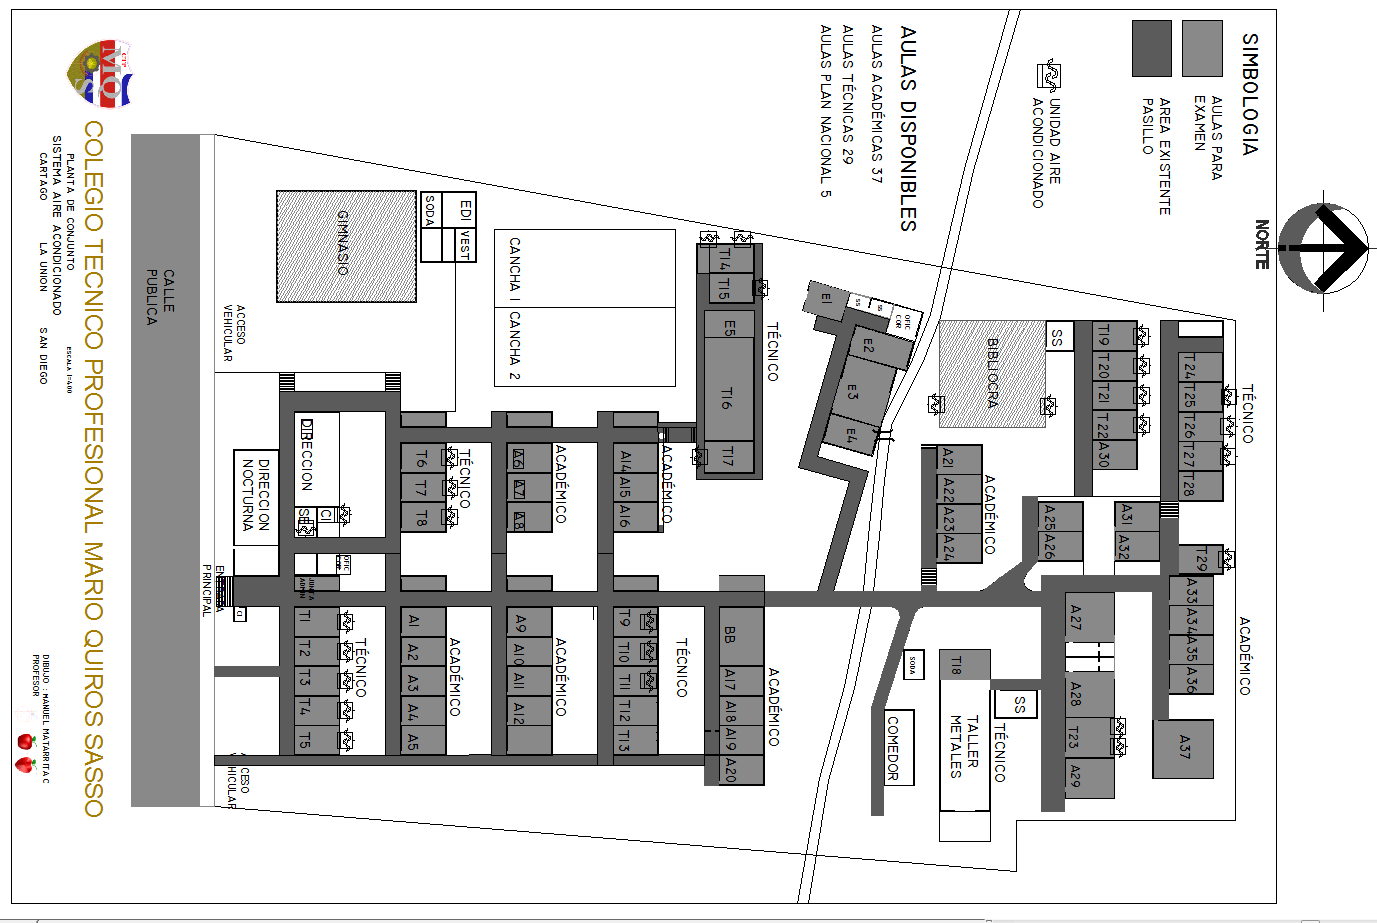 SIMBOLOGIA
AULAS PARA
EXAMEN
AREA EXISTENTE
PASILLO
UNIDAD AIRE
ACONDICIONADO
NORTE
AULAS DISPONIBLES
AULAS ACADÉMICAS 37
AULAS TÉCNICAS 29
AULAS PLAN NACIONAL 5
TÉCNICO
T24
T25
T26
T27
T28
T29
ACADÉMICO
A33
A34
A35
A36
A37
T19
T20
T21
T22
A30
A31
A32
SS
BIBLIOCRA
A25
A26
ACADÉMICO
A21
A22
A23
A24
A27
A28
T23
A29
SS
TÉCNICO
TALLER
METALES
T18
SODA
COMEDOR
E1
SS
SS
OFIC
COR
E2
E3
E4
TÉCNICO
T14
T15
E5
T16
T17
ACADÉMICO
BB
A17
A18
A19
A20
CANCHA 1
CANCHA 2
ACADÉMICO
A14
A15
A16
TÉCNICO
T9
T10
T11
T12
T13
ACADÉMICO
A6
A7
A8
ACADÉMICO
A9
A10
A11
A12
EDI
VEST
SODA
TÉCNICO
T6
T7
T8
ACADÉMICO
A1
A2
A3
A4
A5
GIMNASIO
DIRECCION
CI
OFIC
COR
JUNTA
ADMIN
TÉCNICO
T1
T2
T3
T4
T5
DIRECCION
NOCTURNA
ACCESO
VEHICULAR
ENTRADA
PRINCIPAL
CI
ACCESO
VEHICULAR
CALLE
PUBLICA
COLEGIO TECNICO PROFESIONAL MARIO QUIROS SASSO
PLANTA DE CONJUNTO
ESCALA 1:400
SISTEMA AIRE ACONDICIONADO
CARTAGO LA UNION SAN DIEGO
DIBUJO : MANUEL MATARRITA C
PROFESOR
CTP
MQS